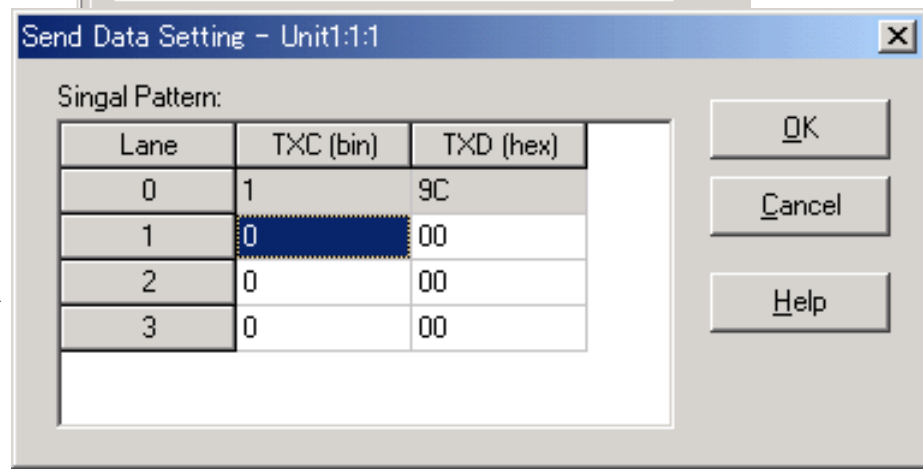 Send Data Setting - Unit1:1:1
Singal Pattern:
Lane TXC (bin) TXD (hex)
0 1 9C
1 0 00
2 0 00
3 0 00
OK
Cancel
Help